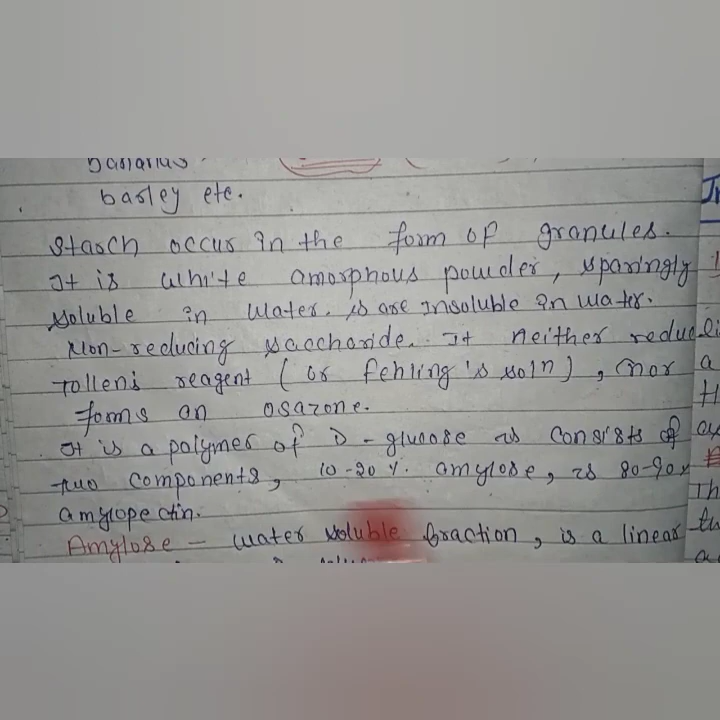 barley etc.
Starch occur in the form of granules.
It is white amorphous powder, sparingly
soluble in water. is are insoluble in water.
Non-reducing saccharide. It neither reduce
Tollens reagent (or Fehling's soln), nor
forms an osazone.
It is a polymer of D-glucose as consists of
two components, 10-20%. amylose, as 80-90%
amylopectin.
Amylose - water soluble fraction, is a linear